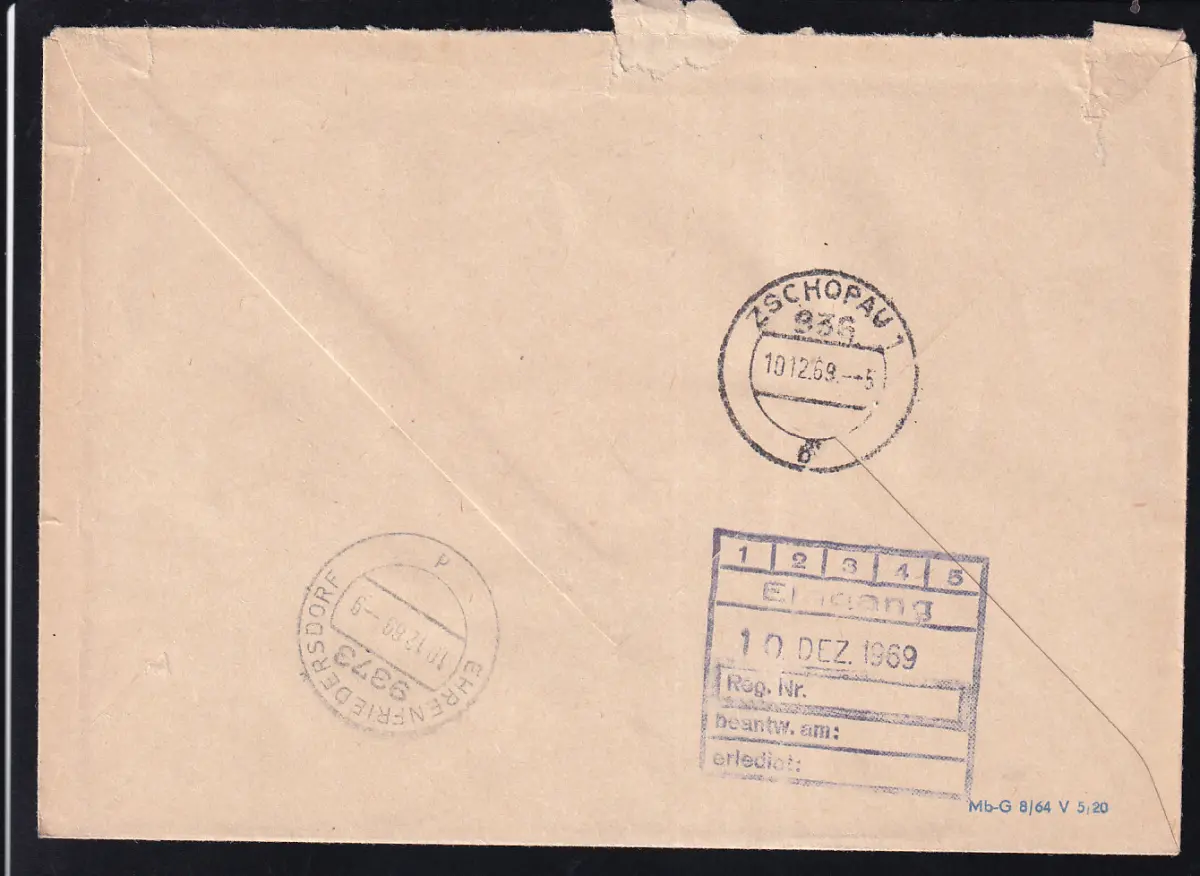 ZSCHOPAU 1
936
10.12.69.--5
1 2 3 4 5
Eingang
10. DEZ. 1969
Reg. Nr.
beantw. am:
erledigt:
EHRENFRIEDERSDORF
9373
10.12.69--9
Mb-G 8/64 V 5/20